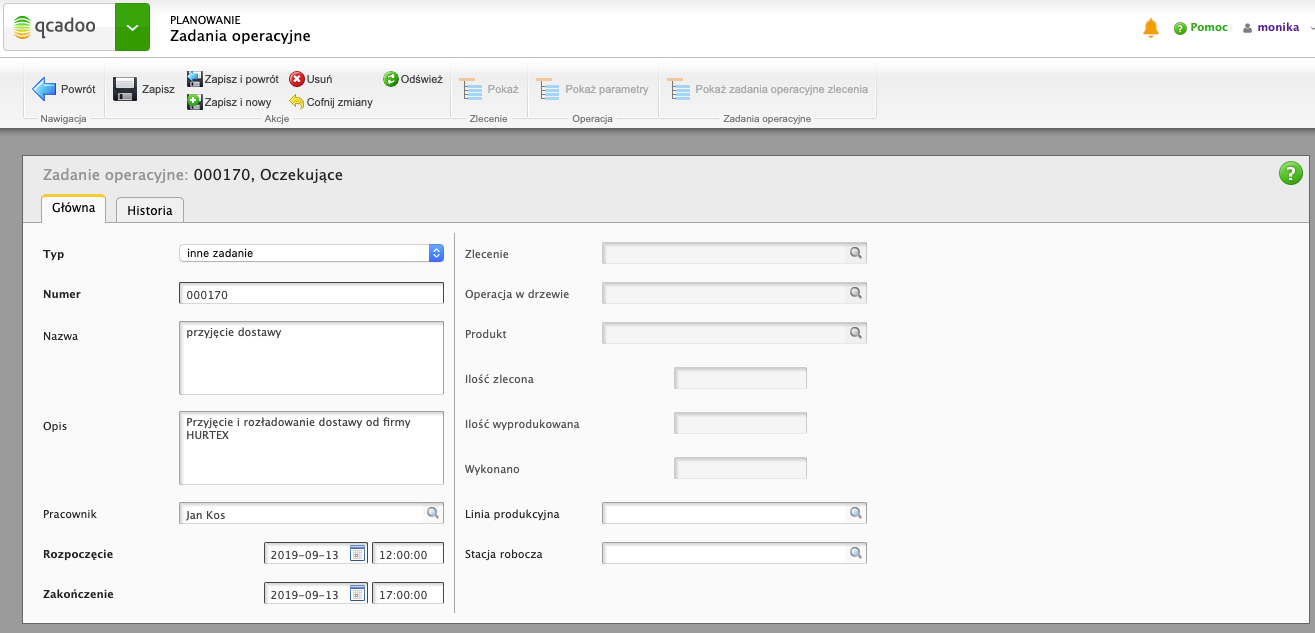 qcadoo
PLANOWANIE
Zadania operacyjne
Pomoc
monika
Powrót
Nawigacja
Zapisz
Zapisz i powrót
Usuń
Odśwież
Zapisz i nowy
Cofnij zmiany
Akcje
Pokaż
Zlecenie
Pokaż parametry
Operacja
Pokaż zadania operacyjne zlecenia
Zadania operacyjne
Zadanie operacyjne: 000170, Oczekujące
Główna
Historia
Typ
inne zadanie
Numer
000170
Nazwa
przyjęcie dostawy
Opis
Przyjęcie i rozładowanie dostawy od firmy
HURTEX
Pracownik
Jan Kos
Rozpoczęcie
2019-09-13
12:00:00
Zakończenie
2019-09-13
17:00:00
Zlecenie
Operacja w drzewie
Produkt
Ilość zlecona
Ilość wyprodukowana
Wykonano
Linia produkcyjna
Stacja robocza